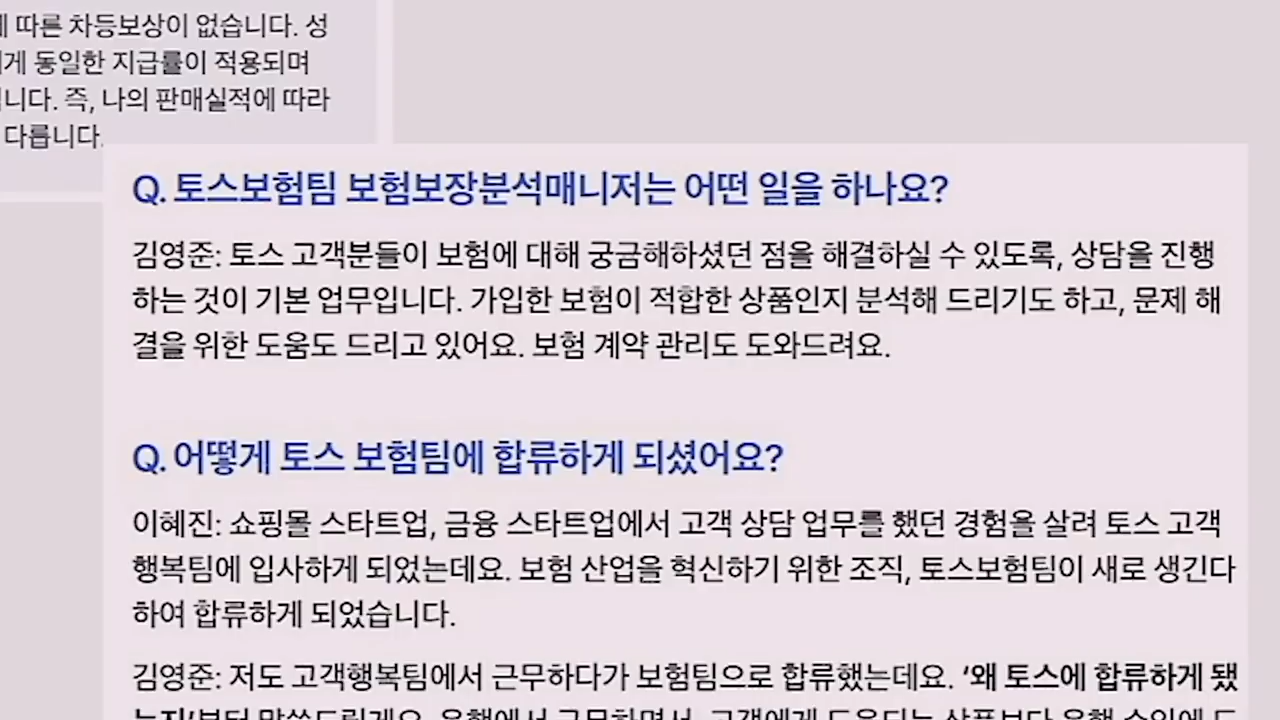 따른 차등보상이 없습니다. 성
게 동일한 지급률이 적용되며
니다. 즉, 나의 판매실적에 따라
다릅니다.
Q. 토스보험팀 보험보장분석매니저는 어떤 일을 하나요?
김영준: 토스 고객분들이 보험에 대해 궁금해하셨던 점을 해결하실 수 있도록, 상담을 진행
하는 것이 기본 업무입니다. 가입한 보험이 적합한 상품인지 분석해 드리기도 하고, 문제 해
결을 위한 도움도 드리고 있어요. 보험 계약 관리도 도와드려요.
Q. 어떻게 토스 보험팀에 합류하게 되셨어요?
이혜진: 쇼핑몰 스타트업, 금융 스타트업에서 고객 상담 업무를 했던 경험을 살려 토스 고객
행복팀에 입사하게 되었는데요. 보험 산업을 혁신하기 위한 조직, 토스보험팀이 새로 생긴다
하여 합류하게 되었습니다.
김영준: 저도 고객행복팀에서 근무하다가 보험팀으로 합류했는데요. ‘왜 토스에 합류하게 됐